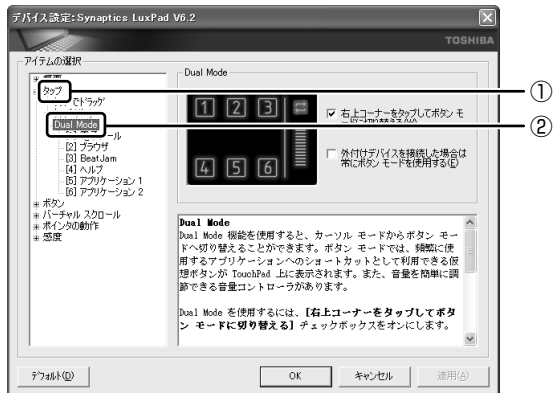 デバイス設定:Synaptics LuxPad V6.2
TOSHIBA
アイテムの選択
タップ
でドラッグ
Dual Mode
ール
[2] ブラウザ
[3] BeatJam
[4] ヘルプ
[5] アプリケーション 1
[6] アプリケーション 2
ボタン
バーチャル スクロール
ポインタの動作
感度
Dual Mode
1 2 3
4 5 6
右上コーナーをタップしてボタン モ
外付けデバイスを接続した場合は
常にボタン モードを使用する(E)
①
②
Dual Mode
Dual Mode 機能を使用すると、カーソル モードからボタン モー
ドへ切り替えることができます。ボタン モードでは、頻繁に使
用するアプリケーションへのショートカットとして利用できる仮
想ボタンが TouchPad 上に表示されます。また、音量を簡単に調
節できる音量コントローラがあります。
Dual Mode を使用するには、[右上コーナーをタップしてボタ
ン モードに切り替える] チェックボックスをオンにします。
デフォルト(D)
OK
キャンセル
適用(A)